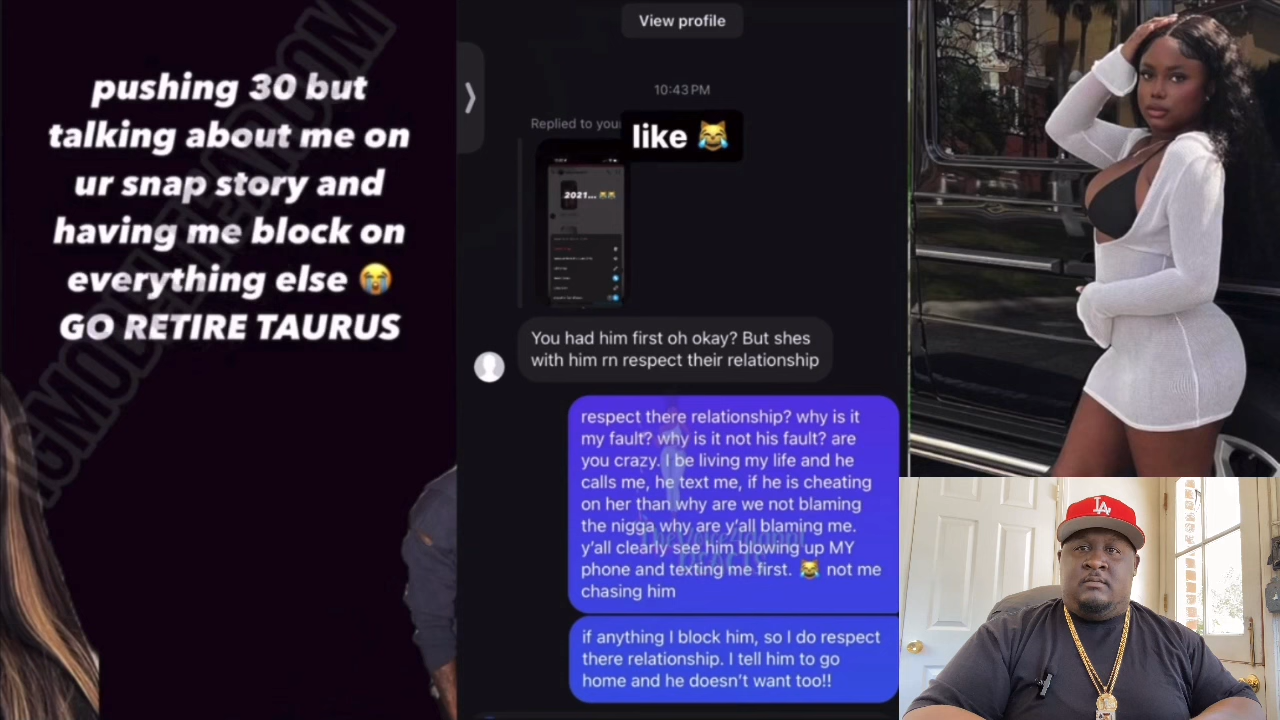 pushing 30 but
talking about me on
ur snap story and
having me block on
everything else 😭
GO RETIRE TAURUS
View profile
10:43 PM
Replied to your
like 😹
2021... 😹😹
You had him first oh okay? But shes
with him rn respect their relationship
respect there relationship? why is it
my fault? why is it not his fault? are
you crazy. I be living my life and he
calls me, he text me, if he is cheating
on her than why are we not blaming
the nigga why are y'all blaming me.
y'all clearly see him blowing up MY
phone and texting me first. 😹 not me
chasing him
if anything I block him, so I do respect
there relationship. I tell him to go
home and he doesn't want too!!
LA